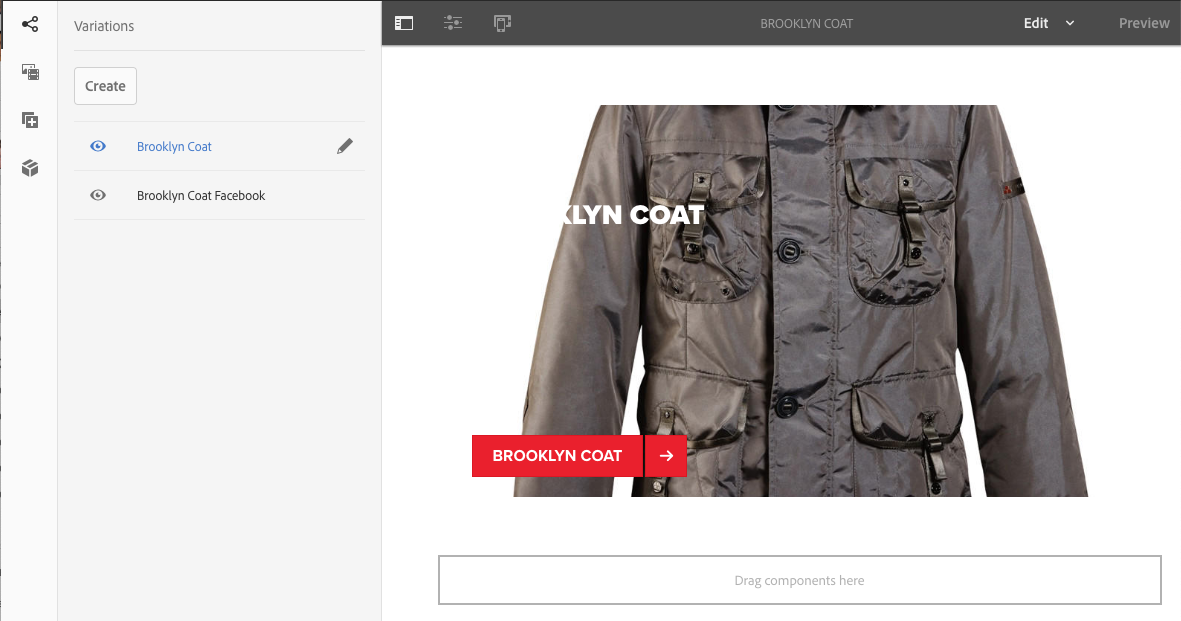 Variations
Create
Brooklyn Coat
Brooklyn Coat Facebook
BROOKLYN COAT
Edit
Preview
KLYN COAT
BROOKLYN COAT
Drag components here